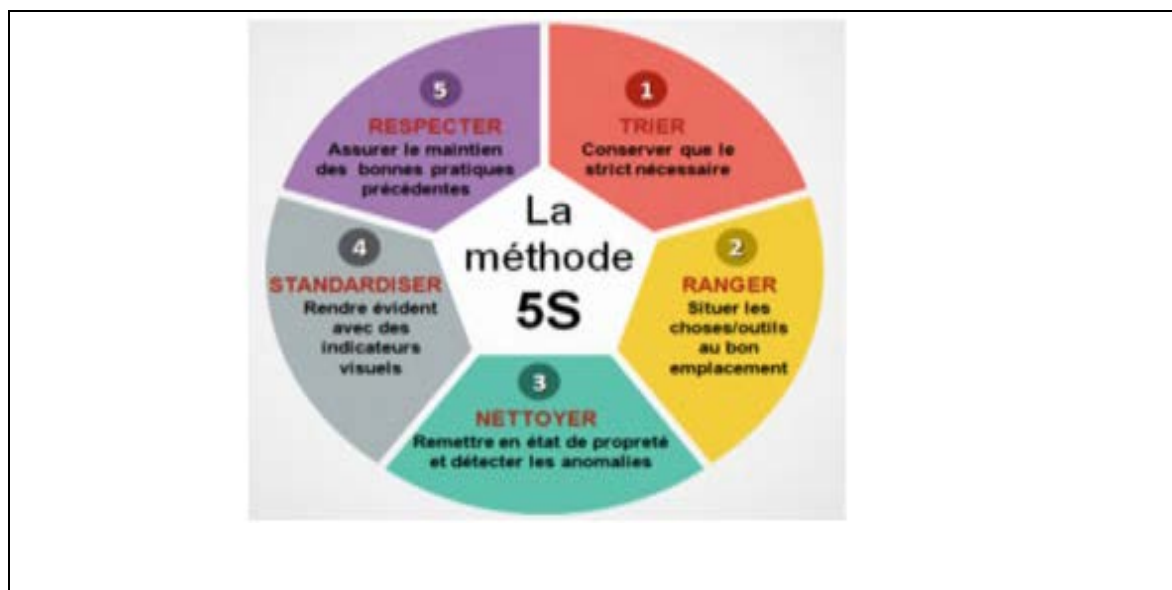 La
méthode
5S
1
TRIER
Conserver que le
strict nécessaire
2
RANGER
Situer les
choses/outils
au bon
emplacement
3
NETTOYER
Remettre en état de propreté
et détecter les anomalies
4
STANDARDISER
Rendre évident
avec des
indicateurs
visuels
5
RESPECTER
Assurer le maintien
des bonnes pratiques
précédentes